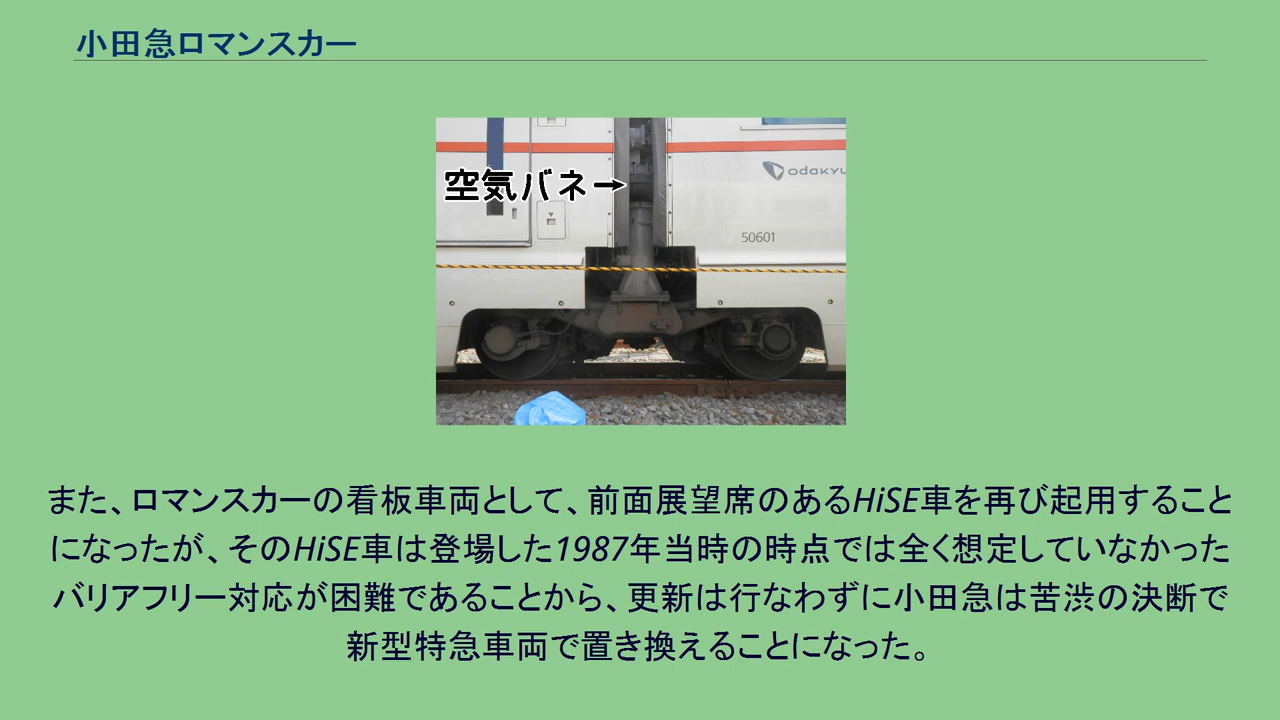 小田急ロマンスカー
空気バネ→
odakyu
50601
また、ロマンスカーの看板車両として、前面展望席のあるHiSE車を再び起用すること
になったが、そのHiSE車は登場した1987年当時の時点では全く想定していなかった
バリアフリー対応が困難であることから、更新は行なわずに小田急は苦渋の決断で
新型特急車両で置き換えることになった。